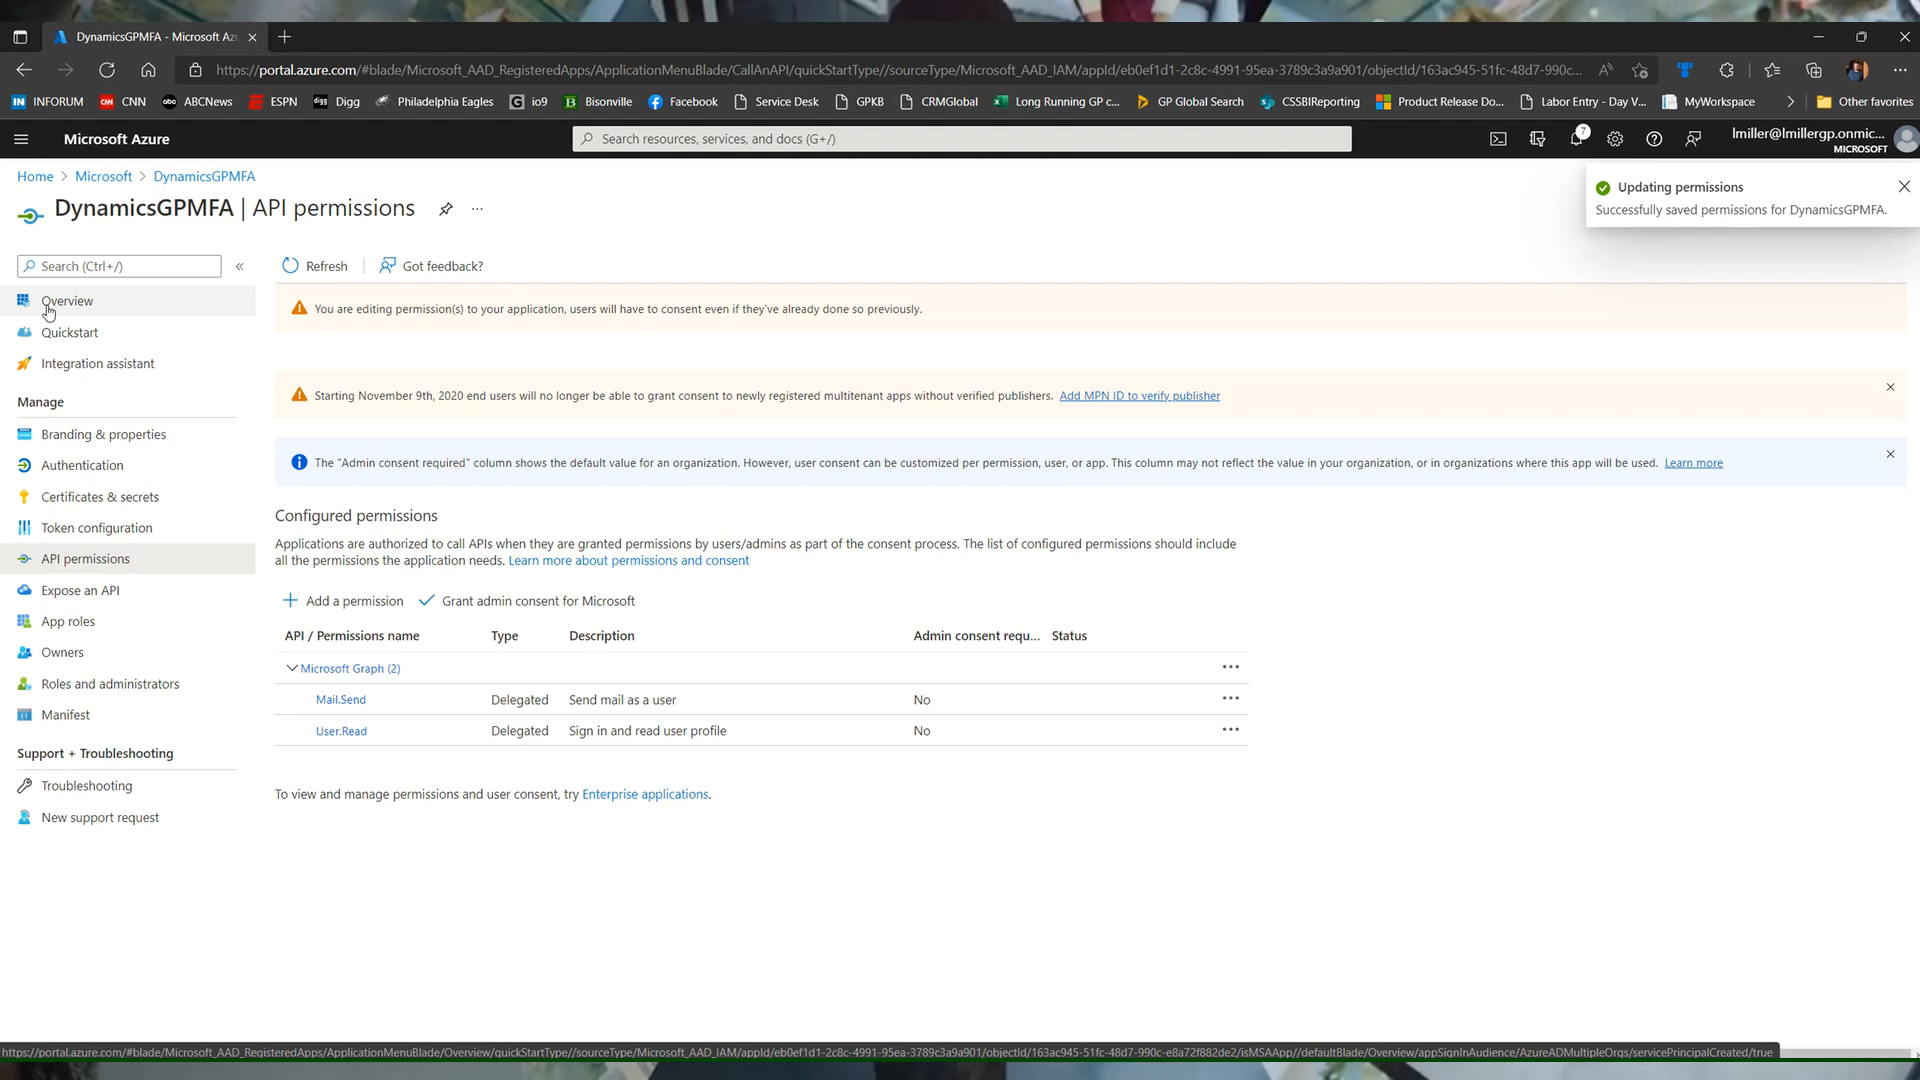 DynamicsGPMFA - Microsoft Az
https://portal.azure.com/#blade/Microsoft_AAD_RegisteredApps/ApplicationMenuBlade/CallAnAPI/quickStartType//sourceType/Microsoft_AAD_IAM/appId/eb0ef1d1-2c8c-4991-95ea-3789c3a9a901/objectId/163ac945-51fc-48d7-990c...
IN INFORUM CNN abc ABCNews ESPN digg Digg Philadelphia Eagles G io9 B Bisonville Facebook Service Desk GPKB CRMGlobal Long Running GP c... GP Global Search CSSBIReporting Product Release Do... Labor Entry - Day V... MyWorkspace Other favorites
Microsoft Azure
Search resources, services, and docs (G+/)
7
lmiller@lmillergp.onmic...
MICROSOFT
Home > Microsoft > DynamicsGPMFA
DynamicsGPMFA | API permissions
Updating permissions
Successfully saved permissions for DynamicsGPMFA.
Search (Ctrl+/)
Overview
Quickstart
Integration assistant
Manage
Branding & properties
Authentication
Certificates & secrets
Token configuration
API permissions
Expose an API
App roles
Owners
Roles and administrators
Manifest
Support + Troubleshooting
Troubleshooting
New support request
Refresh Got feedback?
You are editing permission(s) to your application, users will have to consent even if they've already done so previously.
Starting November 9th, 2020 end users will no longer be able to grant consent to newly registered multitenant apps without verified publishers. Add MPN ID to verify publisher
The "Admin consent required" column shows the default value for an organization. However, user consent can be customized per permission, user, or app. This column may not reflect the value in your organization, or in organizations where this app will be used. Learn more
Configured permissions
Applications are authorized to call APIs when they are granted permissions by users/admins as part of the consent process. The list of configured permissions should include
all the permissions the application needs. Learn more about permissions and consent
Add a permission Grant admin consent for Microsoft
API / Permissions name Type Description Admin consent requ... Status
Microsoft Graph (2)
Mail.Send Delegated Send mail as a user No
User.Read Delegated Sign in and read user profile No
To view and manage permissions and user consent, try Enterprise applications.
https://portal.azure.com/#blade/Microsoft_AAD_RegisteredApps/ApplicationMenuBlade/Overview/quickStartType//sourceType/Microsoft_AAD_IAM/appId/eb0ef1d1-2c8c-4991-95ea-3789c3a9a901/objectId/163ac945-51fc-48d7-990c-e8a72f882de2/isMSAApp//defaultBlade/Overview/appSignInAudience/AzureADMultipleOrgs/servicePrincipalCreated/true